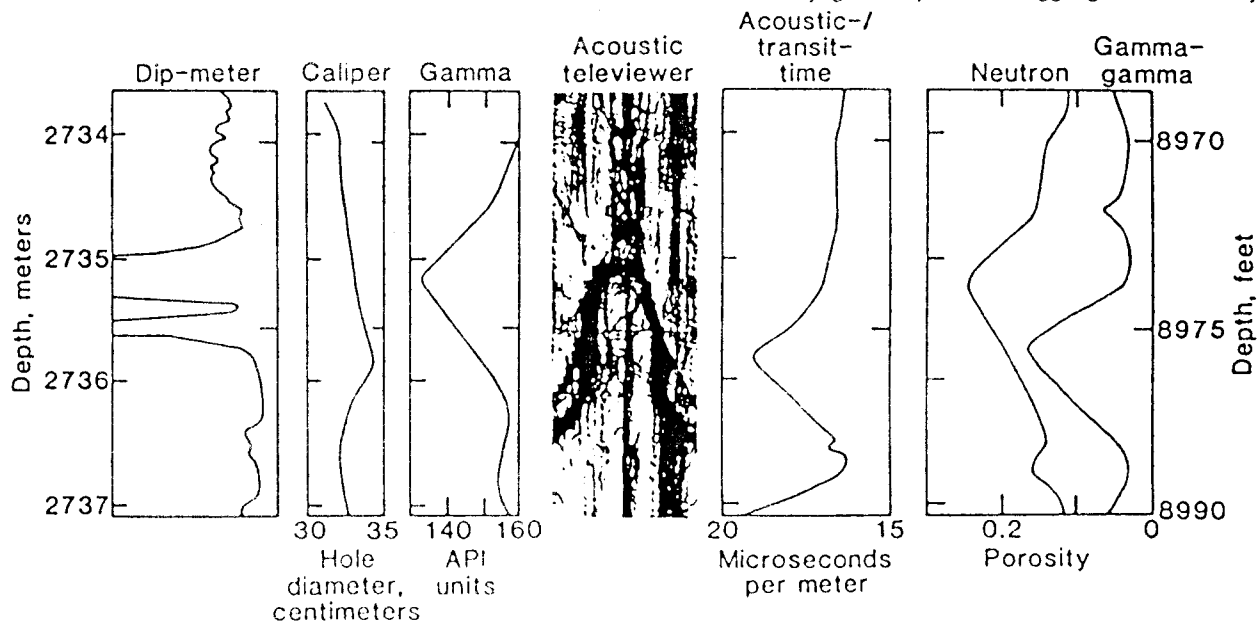 Acoustic-/
Acoustic transit- Gamma-
Dip-meter Caliper Gamma televiewer time Neutron gamma
2734
2735
2736
2737
Depth, meters
8970
8975
8990
Depth, feet
30 35 140 160 20 15 0.2 0
Hole API Microseconds Porosity
diameter, units per meter
centimeters